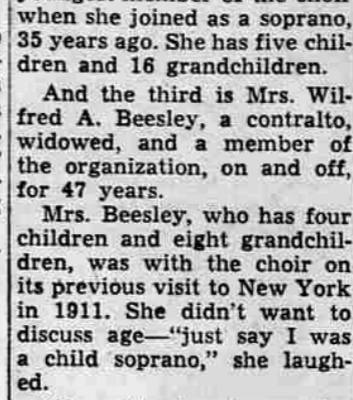 when she joined as a soprano,
35 years ago. She has five chil-
dren and 16 grandchildren.
And the third is Mrs. Wil-
fred A. Beesley, a contralto,
widowed, and a member of
the organization, on and off,
for 47 years.
Mrs. Beesley, who has four
children and eight grandchil-
dren, was with the choir on
its previous visit to New York
in 1911. She didn't want to
discuss age—"just say I was
a child soprano," she laugh-
ed.